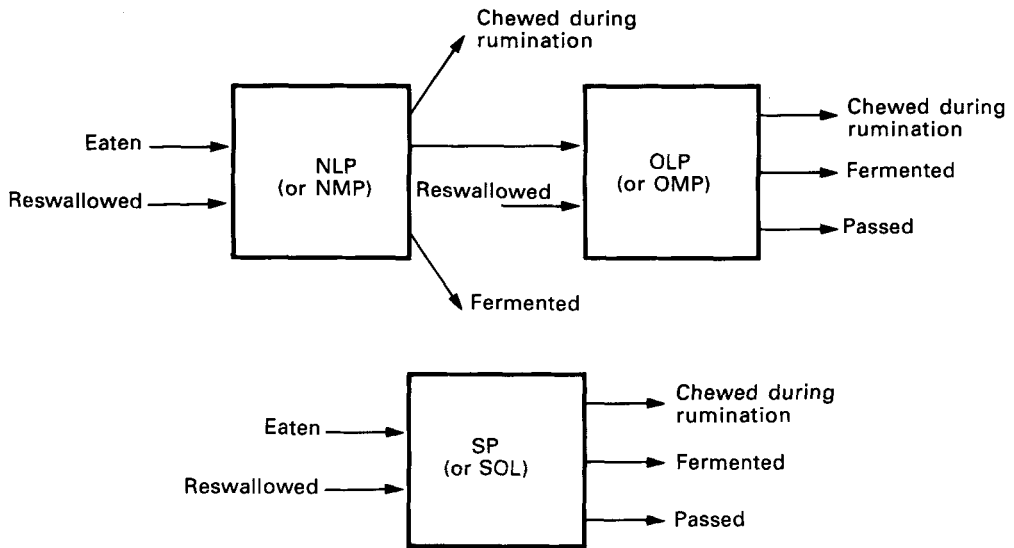 Chewed during
rumination
Eaten
Reswallowed
NLP
(or NMP)
Fermented
Reswallowed
OLP
(or OMP)
Chewed during
rumination
Fermented
Passed
Eaten
Reswallowed
SP
(or SOL)
Chewed during
rumination
Fermented
Passed